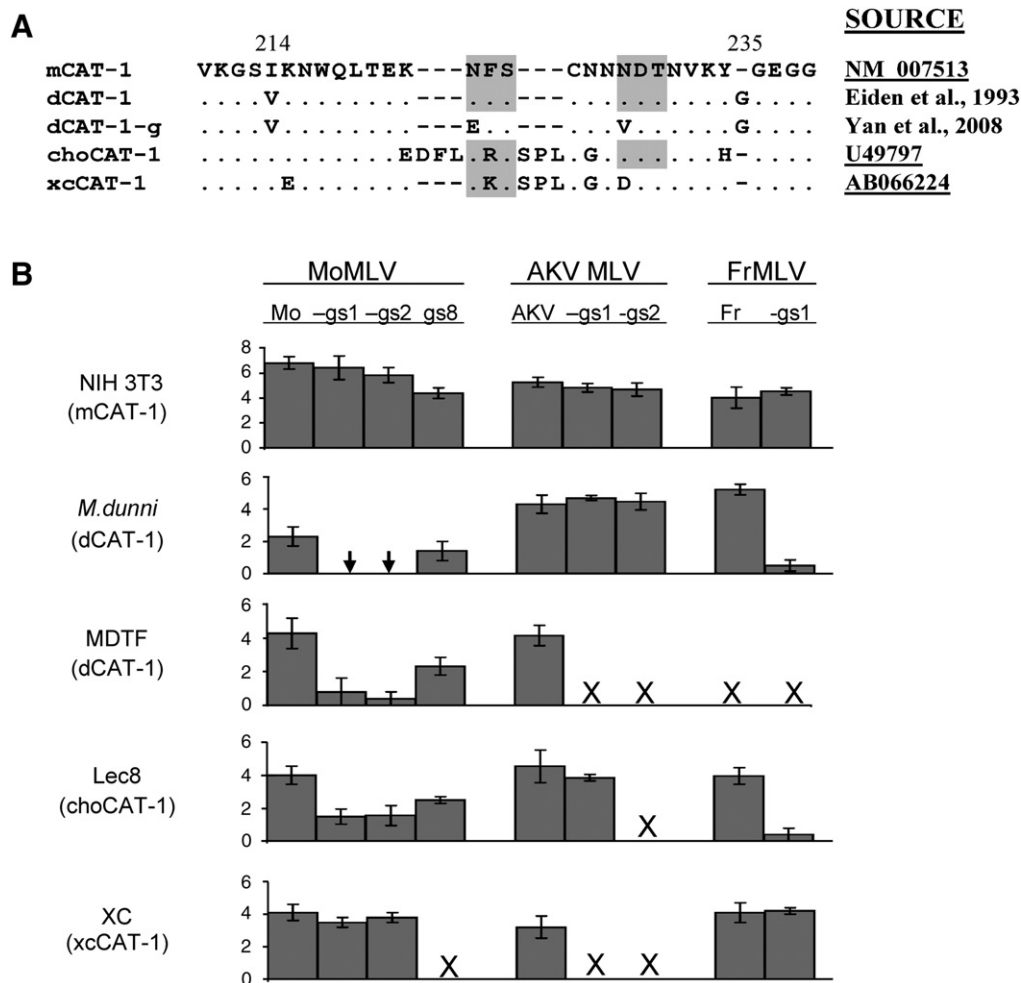 A
SOURCE
214 235
mCAT-1 VKGSIKNWQLTEK---NFS---CNNNDTNVKY-GEGG NM_007513
dCAT-1 ....V........---...---.........G.... Eiden et al., 1993
dCAT-1-g ....V........---E..---...V.....G.... Yan et al., 2008
choCAT-1 ............EDFL.R.SPL.G.......H-.... U49797
xcCAT-1 .....E.......---.K.SPL.G.D......-.... AB066224
B
MoMLV AKV MLV FrMLV
Mo –gs1 –gs2 gs8 AKV –gs1 -gs2 Fr -gs1
NIH 3T3
(mCAT-1)
8
6
4
2
0
M.dunni
(dCAT-1)
6
4
2
0
MDTF
(dCAT-1)
6
4
2
0
X X X X
Lec8
(choCAT-1)
6
4
2
0
X
XC
(xcCAT-1)
6
4
2
0
X X X